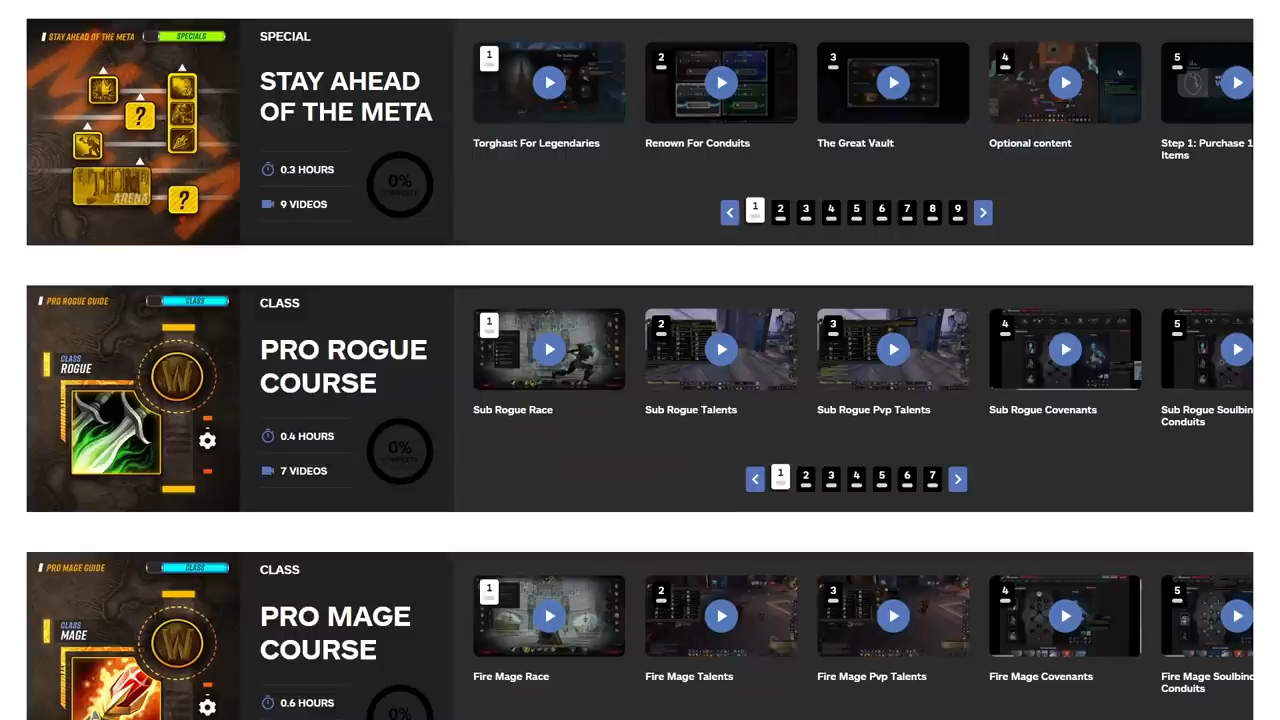 STAY AHEAD OF THE META
SPECIALS
?
ARENA
?
SPECIAL
STAY AHEAD
OF THE META
0.3 HOURS
9 VIDEOS
0%
COMPLETE
1
2
3
4
5
Torghast For Legendaries
Renown For Conduits
The Great Vault
Optional content
Step 1: Purchase 1
Items
1 2 3 4 5 6 7 8 9
PRO ROGUE GUIDE
CLASS
CLASS
ROGUE
W
CLASS
PRO ROGUE
COURSE
0.4 HOURS
7 VIDEOS
0%
COMPLETE
1
2
3
4
5
Sub Rogue Race
Sub Rogue Talents
Sub Rogue Pvp Talents
Sub Rogue Covenants
Sub Rogue Soulbin
Conduits
1 2 3 4 5 6 7
PRO MAGE GUIDE
CLASS
CLASS
MAGE
W
CLASS
PRO MAGE
COURSE
0.6 HOURS
0%
1
2
3
4
5
Fire Mage Race
Fire Mage Talents
Fire Mage Pvp Talents
Fire Mage Covenants
Fire Mage Soulbin
Conduits